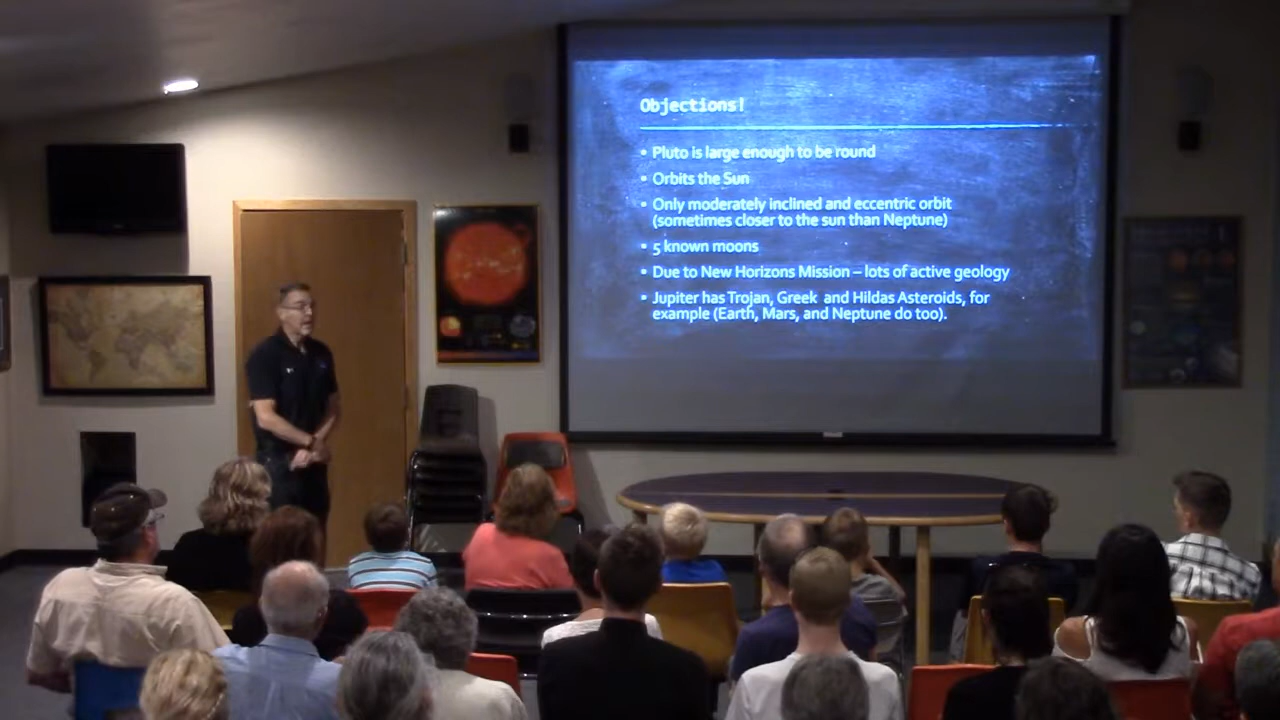 Objections!
• Pluto is large enough to be round
• Orbits the Sun
• Only moderately inclined and eccentric orbit
(sometimes closer to the sun than Neptune)
• 5 known moons
• Due to New Horizons Mission – lots of active geology
• Jupiter has Trojan, Greek and Hildas Asteroids, for
example (Earth, Mars, and Neptune do too).